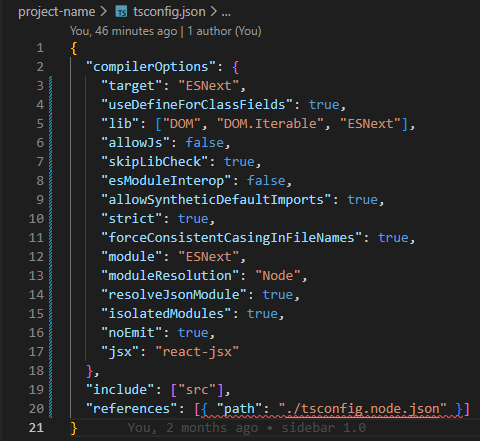 project-name > TS tsconfig.json > ...
You, 46 minutes ago | 1 author (You)
1 {
2 "compilerOptions": {
3 "target": "ESNext",
4 "useDefineForClassFields": true,
5 "lib": ["DOM", "DOM.Iterable", "ESNext"],
6 "allowJs": false,
7 "skipLibCheck": true,
8 "esModuleInterop": false,
9 "allowSyntheticDefaultImports": true,
10 "strict": true,
11 "forceConsistentCasingInFileNames": true,
12 "module": "ESNext",
13 "moduleResolution": "Node",
14 "resolveJsonModule": true,
15 "isolatedModules": true,
16 "noEmit": true,
17 "jsx": "react-jsx"
18 },
19 "include": ["src"],
20 "references": [{ "path": "./tsconfig.node.json" }]
21 } You, 2 months ago • sidebar 1.0